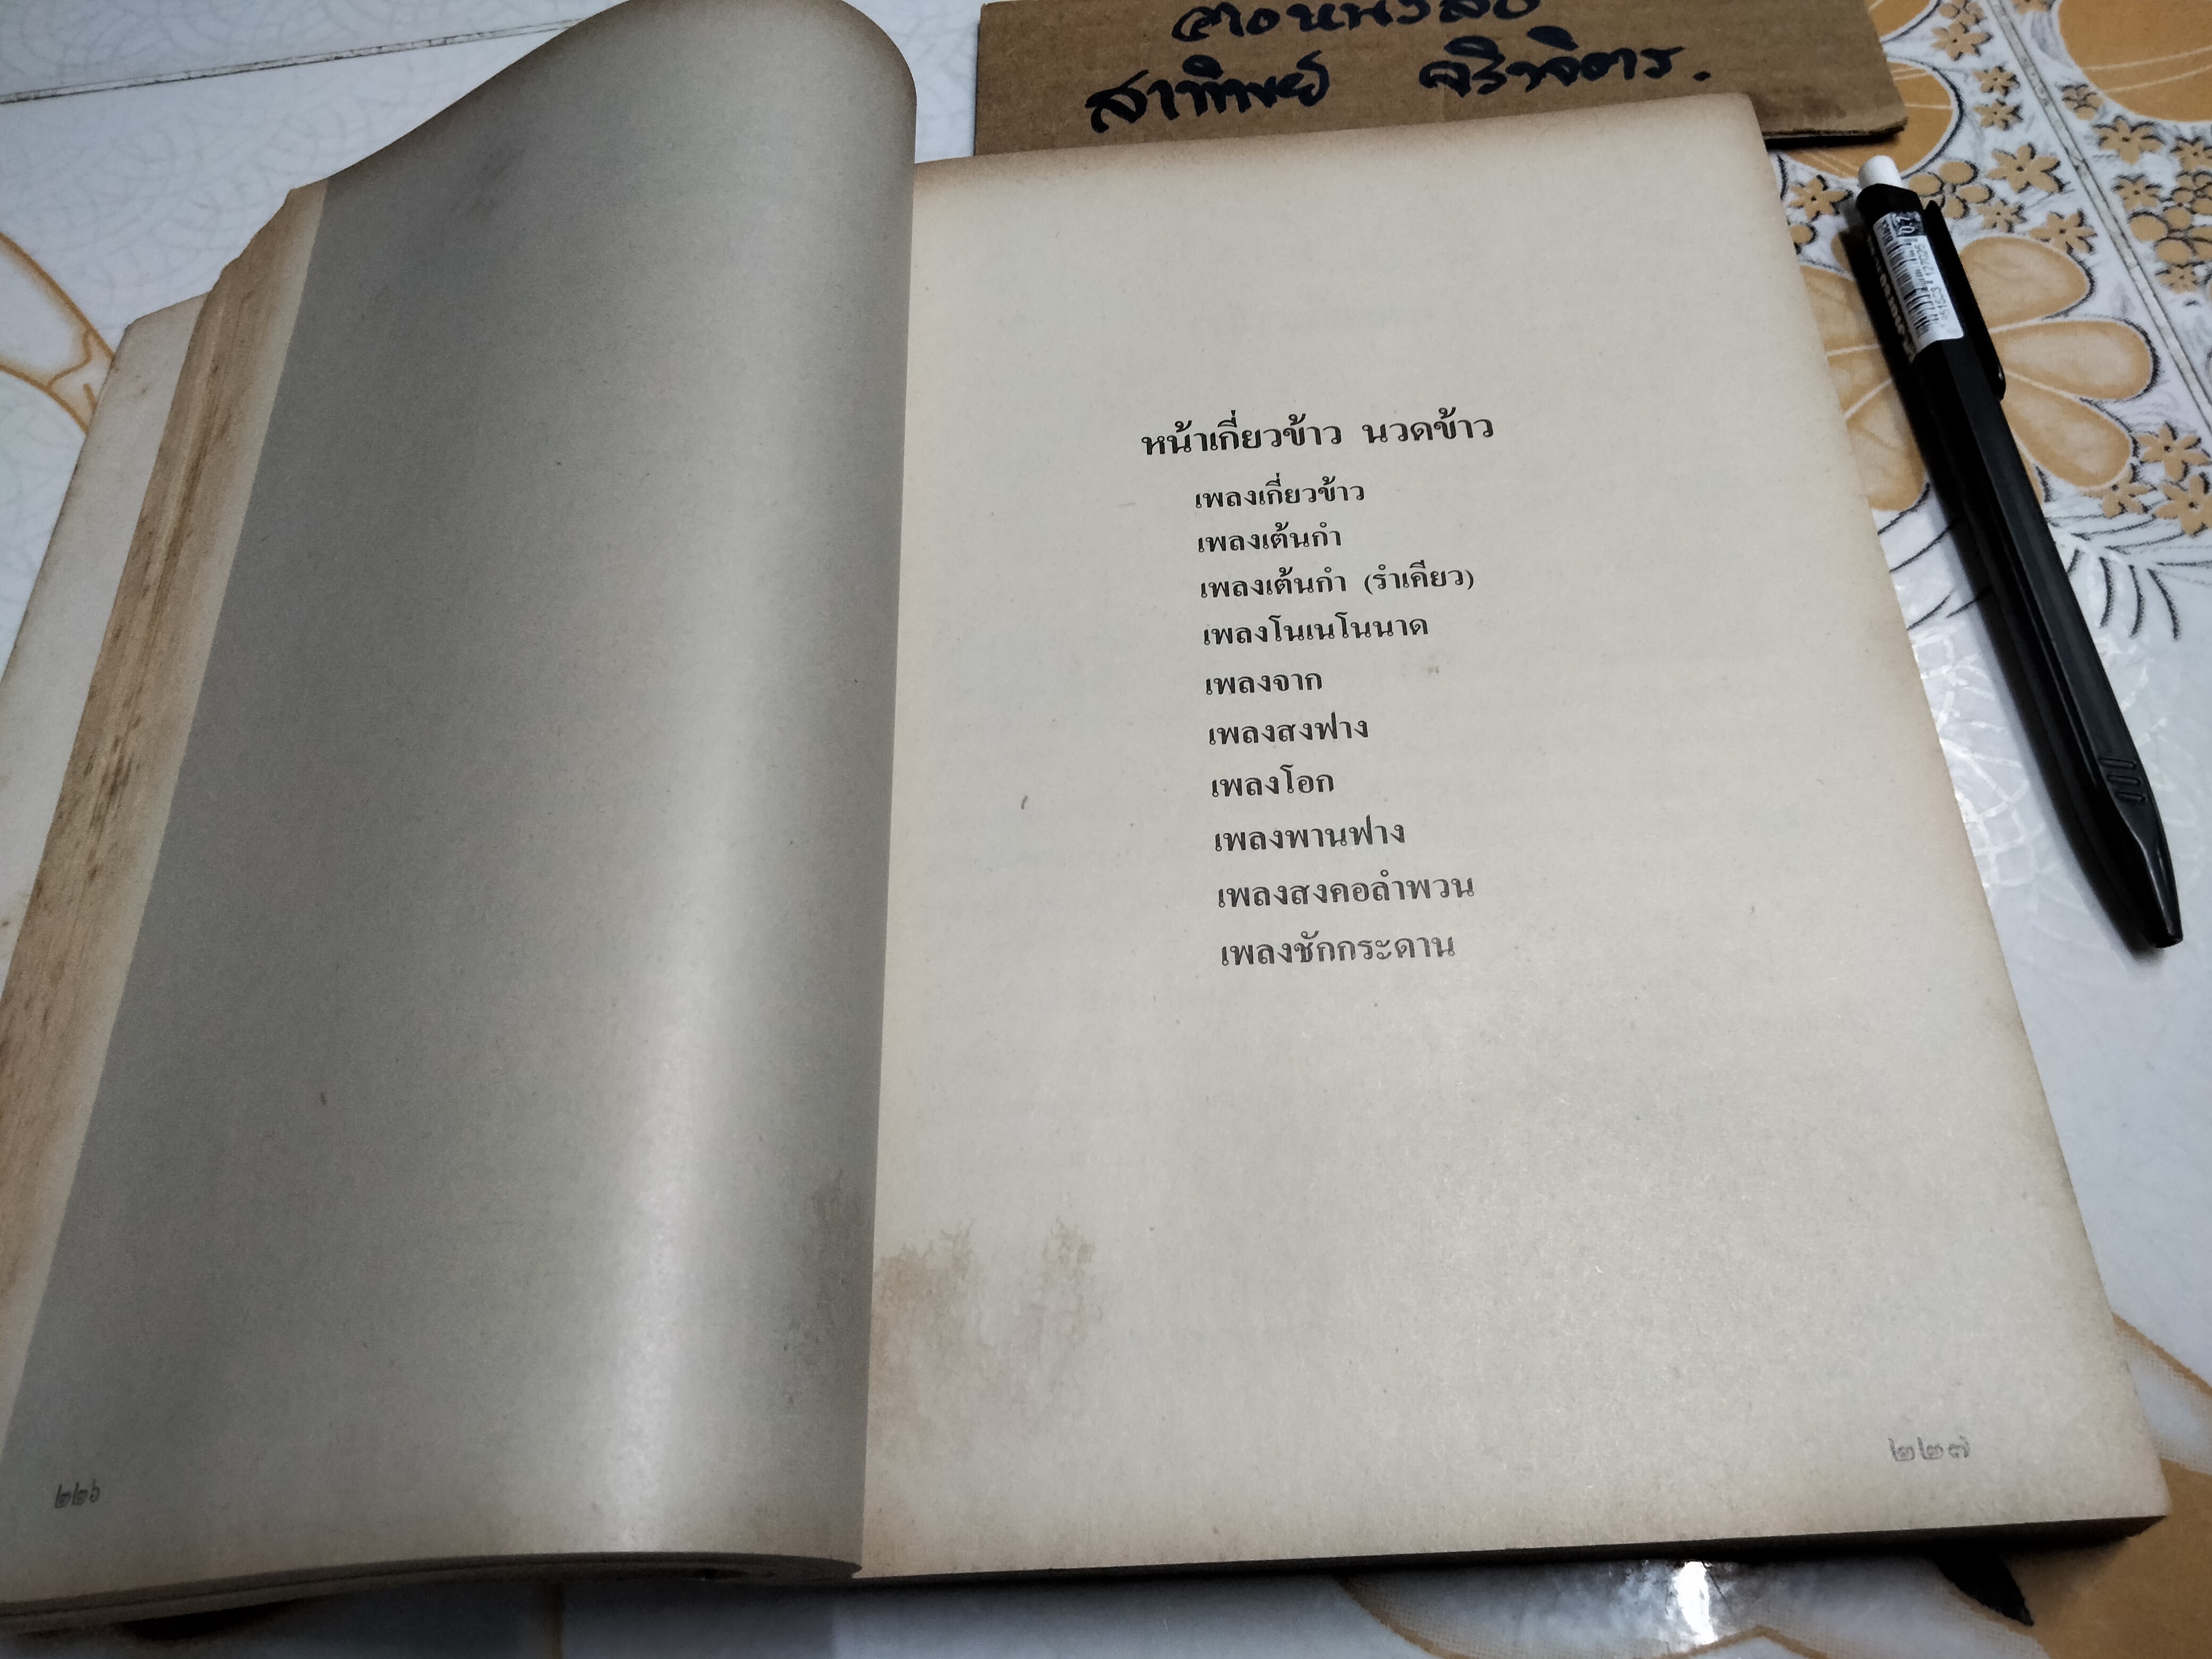 สาทิพย์
หน้าเกี่ยวข้าว นวดข้าว
เพลงเกี่ยวข้าว
เพลงเต้นกำ
เพลงเต้นกำ (รำเคียว)
เพลงโนเนโนนาด
เพลงจาก
เพลงสงฟาง
เพลงโอก
เพลงพานฟาง
เพลงสงคอลำพวน
เพลงชักกระดาน
๒๒๖
๒๒๗